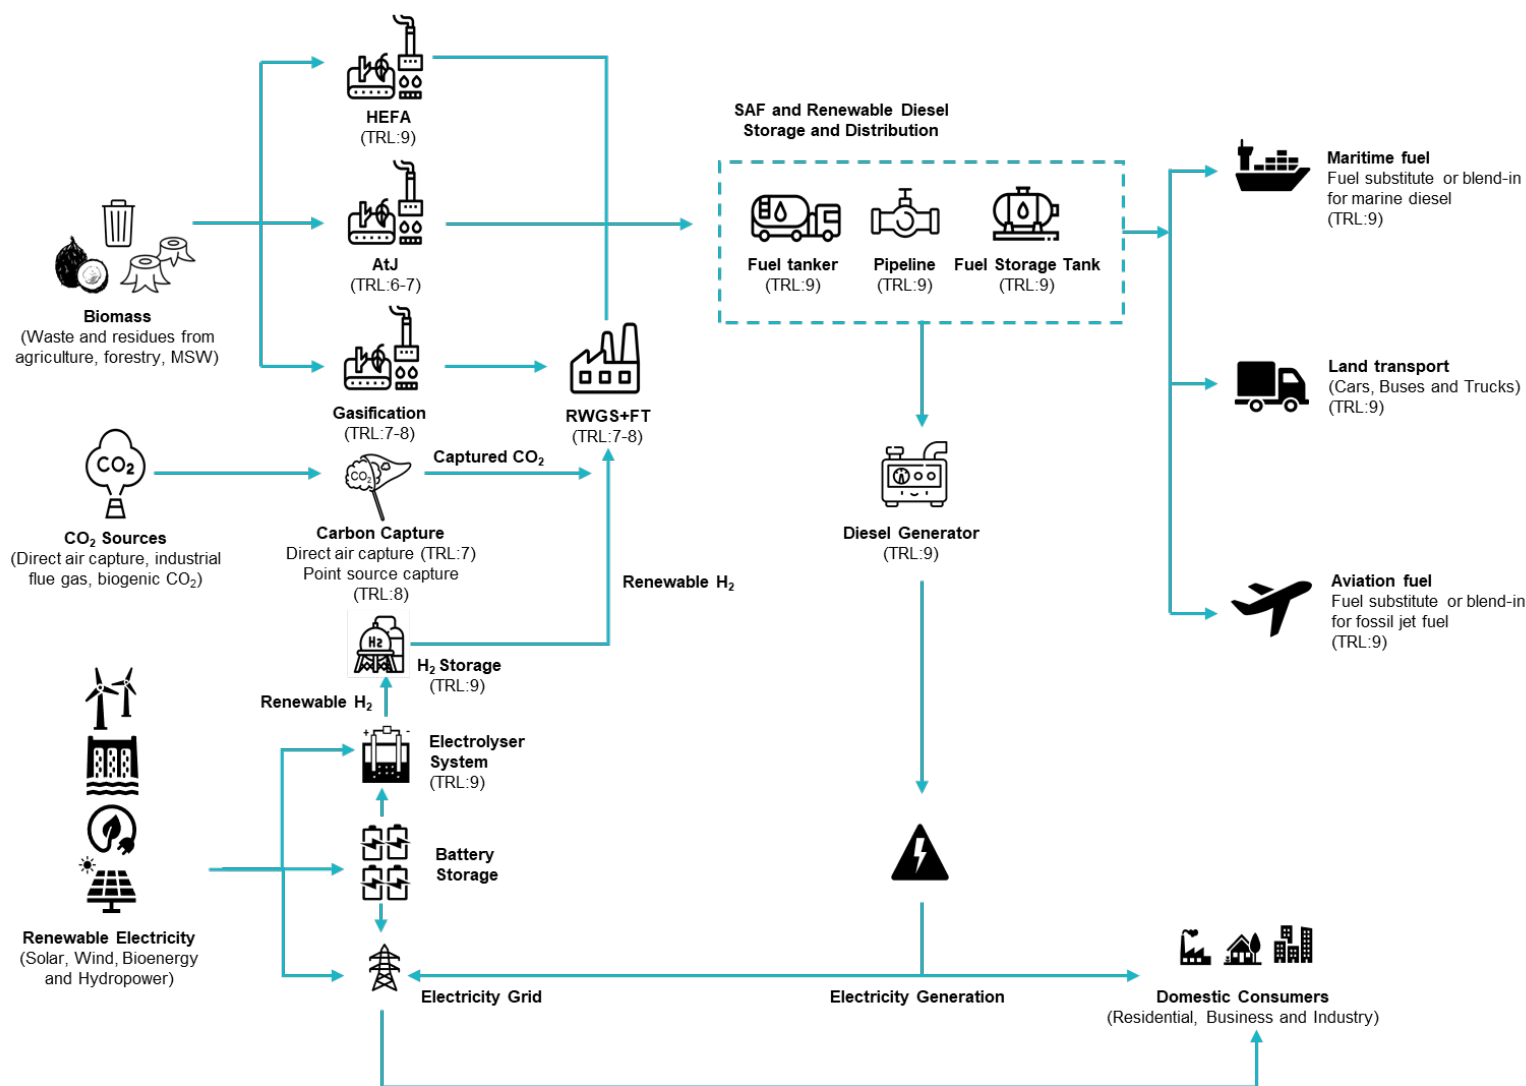 HEFA
(TRL:9)
SAF and Renewable Diesel
Storage and Distribution
Maritime fuel
Fuel substitute or blend-in
for marine diesel
(TRL:9)
AtJ
(TRL:6-7)
Fuel tanker
(TRL:9)
Pipeline
(TRL:9)
Fuel Storage Tank
(TRL:9)
Biomass
(Waste and residues from
agriculture, forestry, MSW)
Gasification
(TRL:7-8)
RWGS+FT
(TRL:7-8)
Land transport
(Cars, Buses and Trucks)
(TRL:9)
CO₂
CO₂ Sources
(Direct air capture, industrial
flue gas, biogenic CO₂)
CO₂
Captured CO₂
Carbon Capture
Direct air capture (TRL:7)
Point source capture
(TRL:8)
Diesel Generator
(TRL:9)
Renewable H₂
Aviation fuel
Fuel substitute or blend-in
for fossil jet fuel
(TRL:9)
H₂
H₂ Storage
(TRL:9)
Renewable H₂
+ -
Electrolyser
System
(TRL:9)
Battery
Storage
Renewable Electricity
(Solar, Wind, Bioenergy
and Hydropower)
Electricity Grid
Electricity Generation
Domestic Consumers
(Residential, Business and Industry)